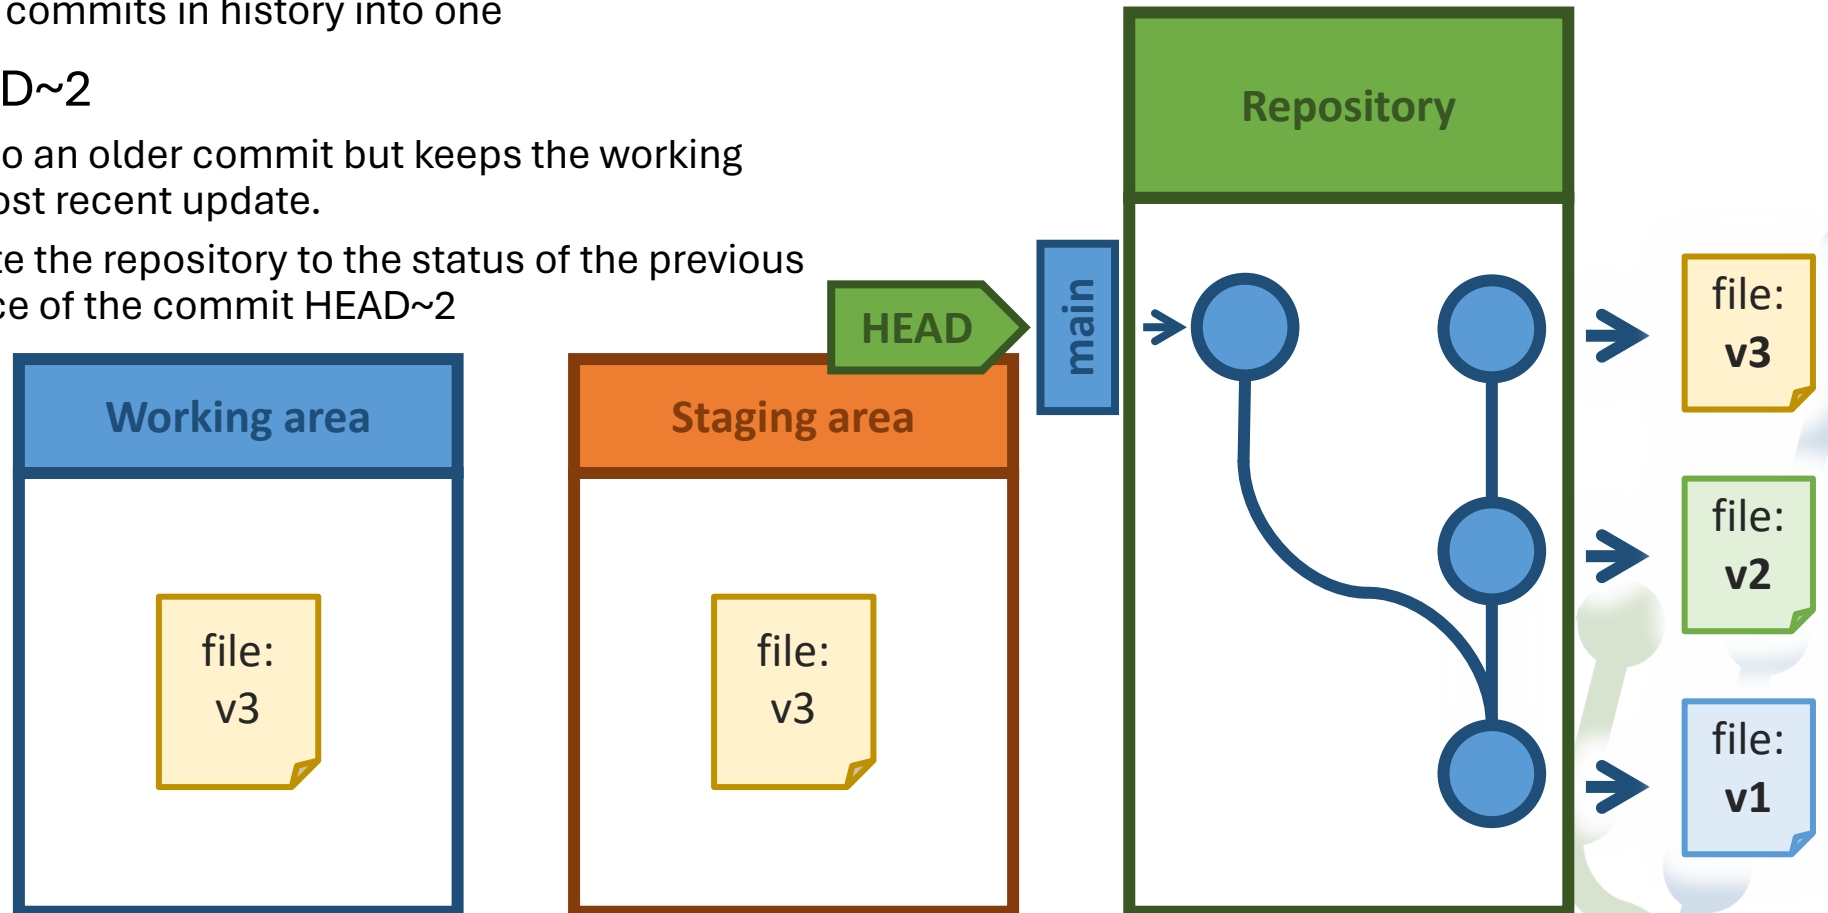 commits in history into one
D~2
o an older commit but keeps the working
ost recent update.
te the repository to the status of the previous
ce of the commit HEAD~2
Repository
HEAD
main
Working area
Staging area
file:
v3
file:
v3
file:
v3
file:
v2
file:
v1